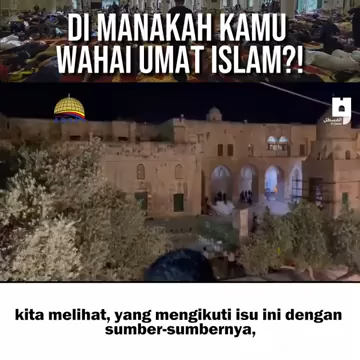 DI MANAKAH KAMU
WAHAI UMAT ISLAM?!
kita melihat, yang mengikuti isu ini dengan
sumber-sumbernya,